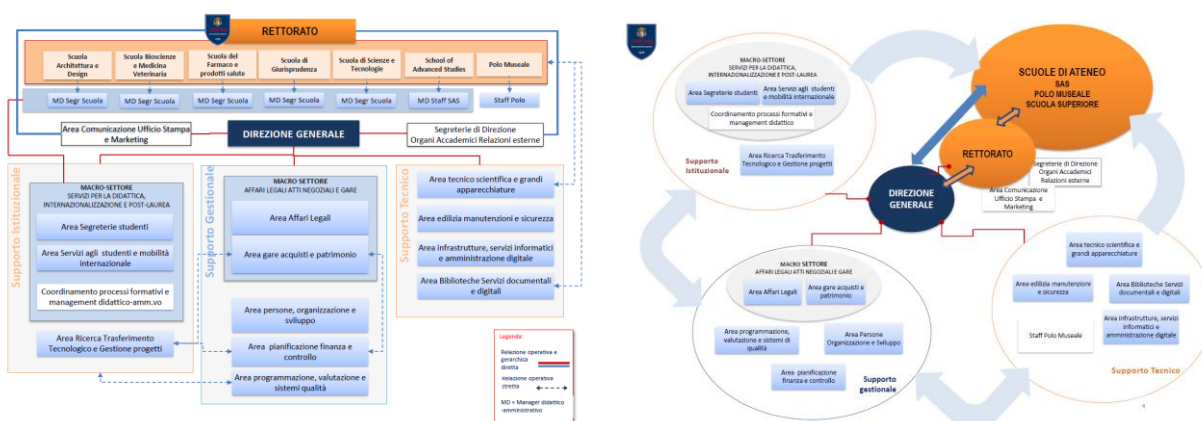 RETTORATO
Scuola
Architettura e
Design
Scuola Bioscienze
e Medicina
Veterinaria
Scuola del
Farmaco e
prodotti salute
Scuola di
Giurisprudenza
Scuola di Scienze e
Tecnologie
School of
Advanced Studies
Polo Museale
MD Segr Scuola
MD Segr Scuola
MD Segr Scuola
MD Segr Scuola
MD Segr Scuola
MD Staff SAS
Staff Polo
Area Comunicazione Ufficio Stampa
e Marketing
DIREZIONE GENERALE
Segreterie di Direzione
Organi Accademici Relazioni esterne
Supporto Istituzionale
MACRO-SETTORE
SERVIZI PER LA DIDATTICA,
INTERNAZIONALIZZAZIONE E POST-LAUREA
Area Segreterie studenti
Area Servizi agli studenti e mobilità
internazionale
Coordinamento processi formativi e
management didattico-amm.vo
Area Ricerca Trasferimento
Tecnologico e Gestione progetti
Supporto Gestionale
MACRO SETTORE
AFFARI LEGALI ATTI NEGOZIALI E GARE
Area Affari Legali
Area gare acquisti e patrimonio
Area persone, organizzazione e
sviluppo
Area pianificazione finanza e
controllo
Area programmazione, valutazione e
sistemi qualità
Supporto Tecnico
Area tecnico scientifica e grandi
apparecchiature
Area edilizia manutenzioni e sicurezza
Area infrastrutture, servizi informatici
e amministrazione digitale
Area Biblioteche Servizi documentali
e digitali
Legenda:
Relazione operativa e
gerarchica
diretta
Relazione operativa
stretta
MD = Manager didattico
-amministrativo
MACRO-SETTORE
SERVIZI PER LA DIDATTICA,
INTERNAZIONALIZZAZIONE E POST-LAUREA
Area Segreterie studenti
Area Servizi agli studenti
e mobilità internazionale
Coordinamento processi formativi e
management didattico
Supporto
Istituzionale
Area Ricerca Trasferimento
Tecnologico e Gestione progetti
SCUOLE DI ATENEO
SAS
POLO MUSEALE
SCUOLA SUPERIORE
RETTORATO
DIREZIONE
GENERALE
Segreterie di Direzione
Organi Accademici
Relazioni esterne
Area Comunicazione
Ufficio Stampa e
Marketing
MACRO SETTORE
AFFARI LEGALI ATTI NEGOZIALI E GARE
Area Affari Legali
Area gare acquisti e
patrimonio
Area programmazione,
valutazione e sistemi di
qualità
Area Persone
Organizzazione e Sviluppo
Area pianificazione
finanza e controllo
Supporto
gestionale
Area tecnico scientifica e
grandi apparecchiature
Area edilizia manutenzioni
e sicurezza
Area Biblioteche Servizi
documentali e digitali
Staff Polo Museale
Area infrastrutture, servizi
informatici e
amministrazione digitale
Supporto Tecnico
4